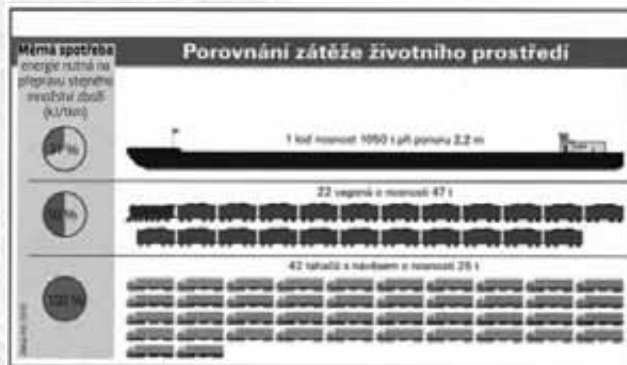 Měrná spotřeba
energie nutná na
přepravu stejného
množství zboží
(kJ/tkm)
Porovnání zátěže životního prostředí
1 loď nosnost 1050 t při ponoru 2,2 m
22 vagonů o nosnosti 47 t
42 tahačů s návěsem o nosnosti 25 t
100 %